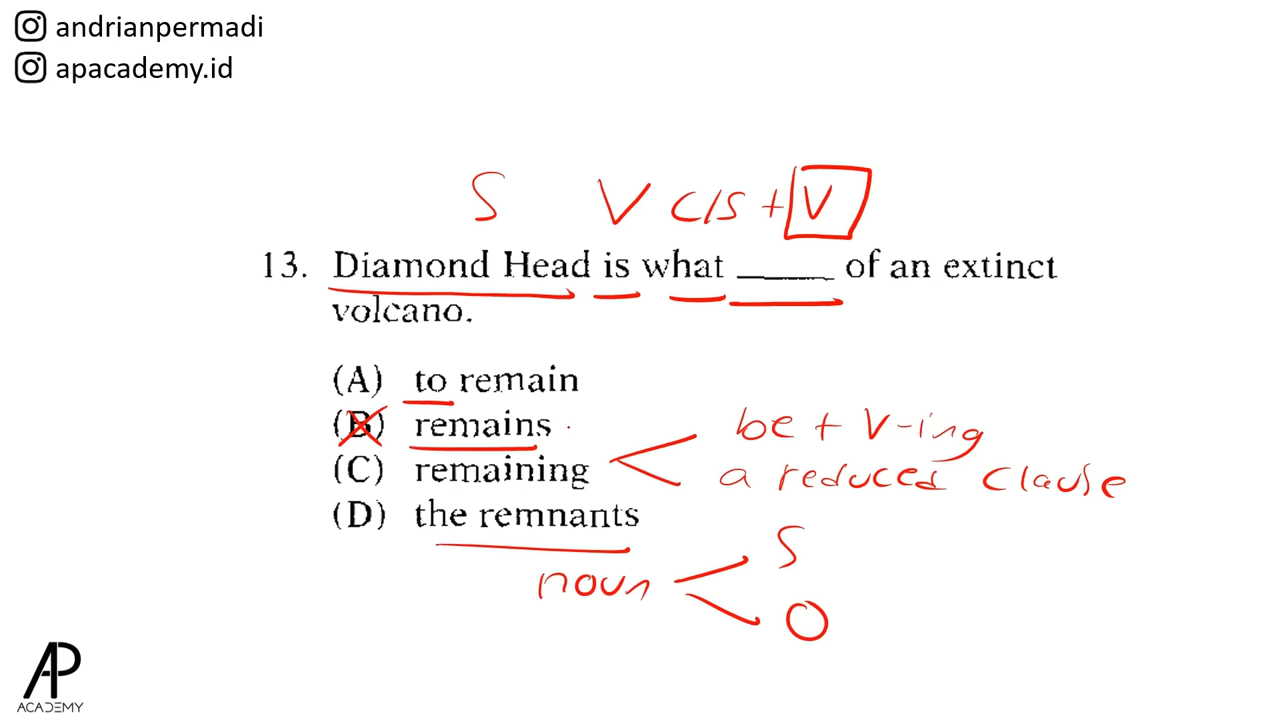 andrianpermadi
apacademy.id
S V C/S + V
13. Diamond Head is what _____ of an extinct
volcano.
(A) to remain
(B) remains
(C) remaining
(D) the remnants
be + V-ing
a reduced clause
noun
S
O
AP
ACADEMY